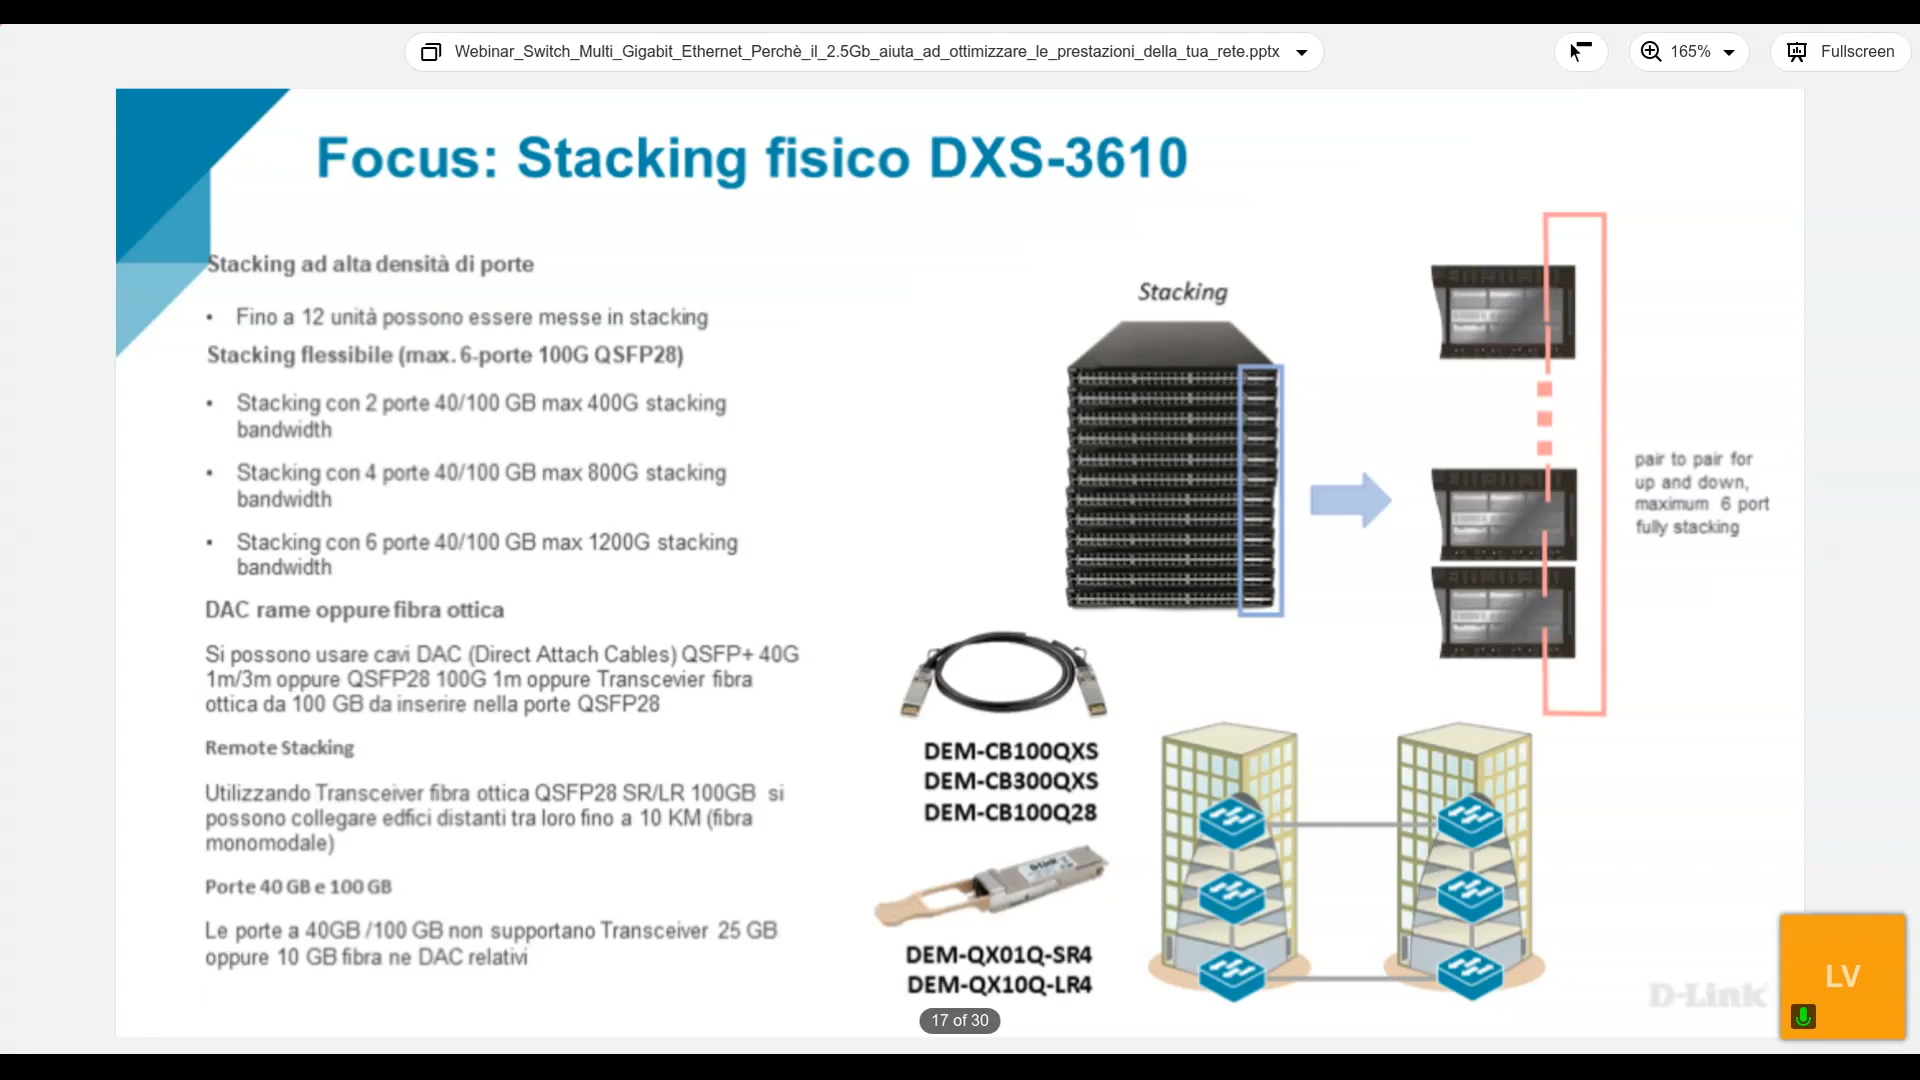 Webinar_Switch_Multi_Gigabit_Ethernet_Perchè_il_2.5Gb_aiuta_ad_ottimizzare_le_prestazioni_della_tua_rete.pptx
165%
Fullscreen
Focus: Stacking fisico DXS-3610
Stacking ad alta densità di porte
• Fino a 12 unità possono essere messe in stacking
Stacking flessibile (max. 6-porte 100G QSFP28)
• Stacking con 2 porte 40/100 GB max 400G stacking
bandwidth
• Stacking con 4 porte 40/100 GB max 800G stacking
bandwidth
• Stacking con 6 porte 40/100 GB max 1200G stacking
bandwidth
DAC rame oppure fibra ottica
Si possono usare cavi DAC (Direct Attach Cables) QSFP+ 40G
1m/3m oppure QSFP28 100G 1m oppure Transcevier fibra
ottica da 100 GB da inserire nella porte QSFP28
Remote Stacking
Utilizzando Transceiver fibra ottica QSFP28 SR/LR 100GB si
possono collegare edfici distanti tra loro fino a 10 KM (fibra
monomodale)
Porte 40 GB e 100 GB
Le porte a 40GB /100 GB non supportano Transceiver 25 GB
oppure 10 GB fibra ne DAC relativi
Stacking
pair to pair for
up and down,
maximum 6 port
fully stacking
DEM-CB100QXS
DEM-CB300QXS
DEM-CB100Q28
D-Link
DEM-QX01Q-SR4
DEM-QX10Q-LR4
D-Link
17 of 30
LV